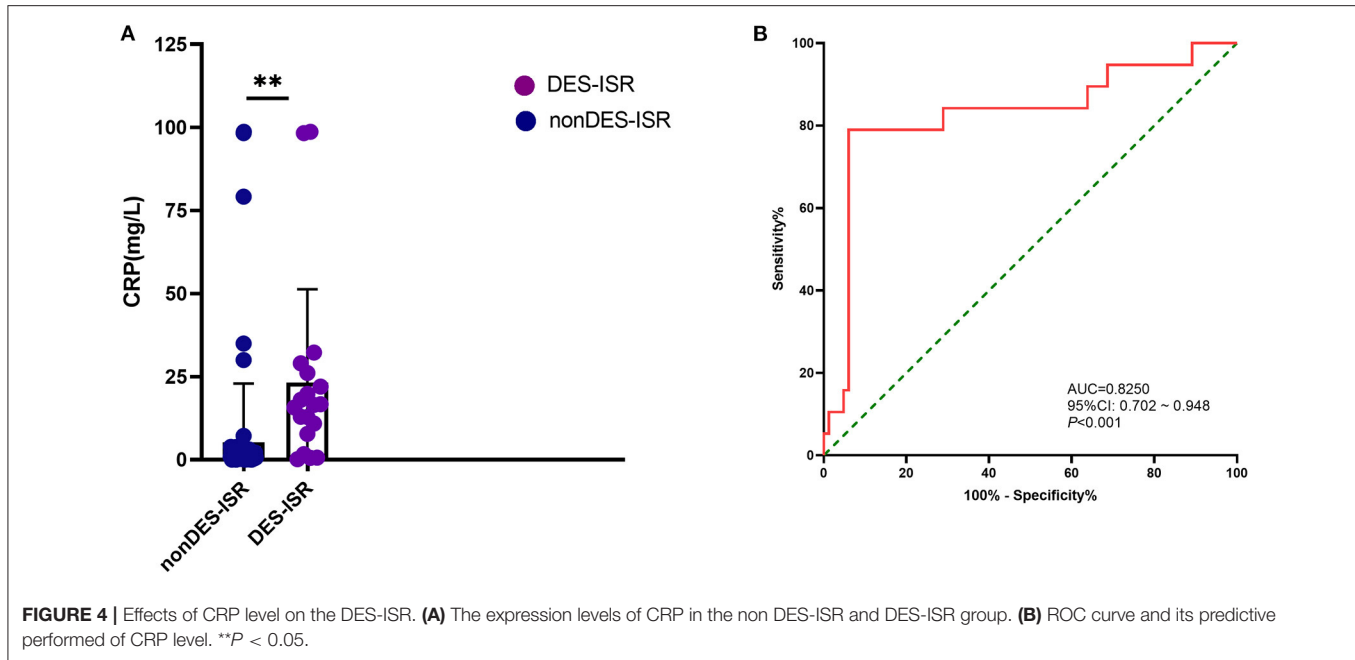 A
125
100
75
50
25
0
CRP(mg/L)
**
DES-ISR
nonDES-ISR
nonDES-ISR
DES-ISR
B
100
80
60
40
20
0
Sensitivity%
AUC=0.8250
95%CI: 0.702 ~ 0.948
P<0.001
0
20
40
60
80
100
100% - Specificity%
FIGURE 4 | Effects of CRP level on the DES-ISR. (A) The expression levels of CRP in the non DES-ISR and DES-ISR group. (B) ROC curve and its predictive
performed of CRP level. **P < 0.05.